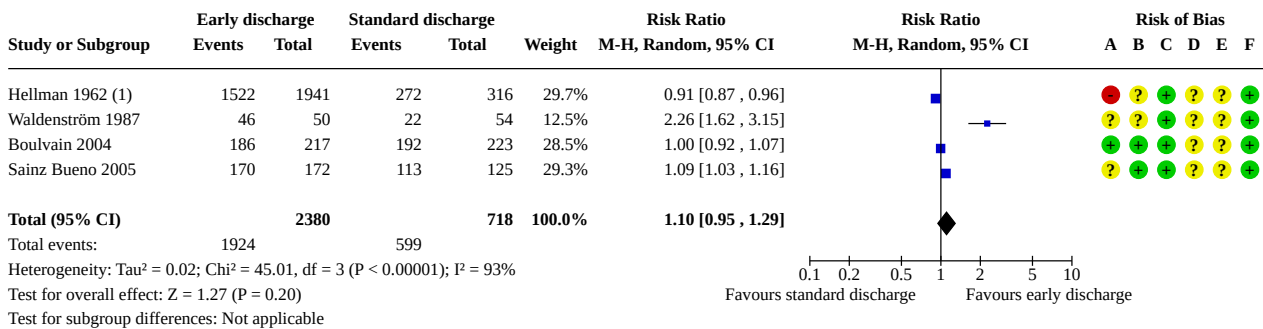 Early discharge Standard discharge Risk Ratio Risk Ratio Risk of Bias
Study or Subgroup Events Total Events Total Weight M-H, Random, 95% CI M-H, Random, 95% CI A B C D E F
Hellman 1962 (1) 1522 1941 272 316 29.7% 0.91 [0.87 , 0.96] - ? + ? ? +
Waldenström 1987 46 50 22 54 12.5% 2.26 [1.62 , 3.15] ? ? + ? ? +
Boulvain 2004 186 217 192 223 28.5% 1.00 [0.92 , 1.07] + + + ? ? +
Sainz Bueno 2005 170 172 113 125 29.3% 1.09 [1.03 , 1.16] ? + + ? ? +
Total (95% CI) 2380 718 100.0% 1.10 [0.95 , 1.29]
Total events: 1924 599
Heterogeneity: Tau² = 0.02; Chi² = 45.01, df = 3 (P < 0.00001); I² = 93%
0.1 0.2 0.5 1 2 5 10
Test for overall effect: Z = 1.27 (P = 0.20) Favours standard discharge Favours early discharge
Test for subgroup differences: Not applicable